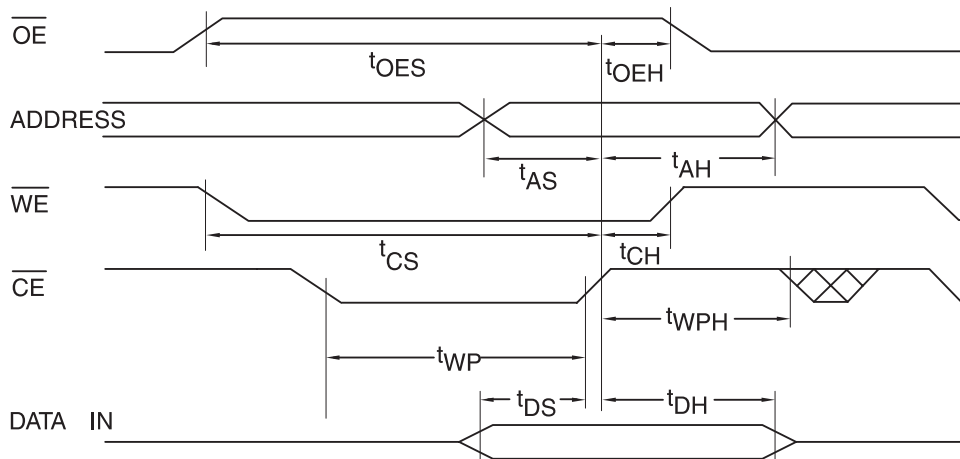 OE
tOES
tOEH
ADDRESS
tAS
tAH
WE
tCS
tCH
CE
tWPH
tWP
tDS
tDH
DATA IN